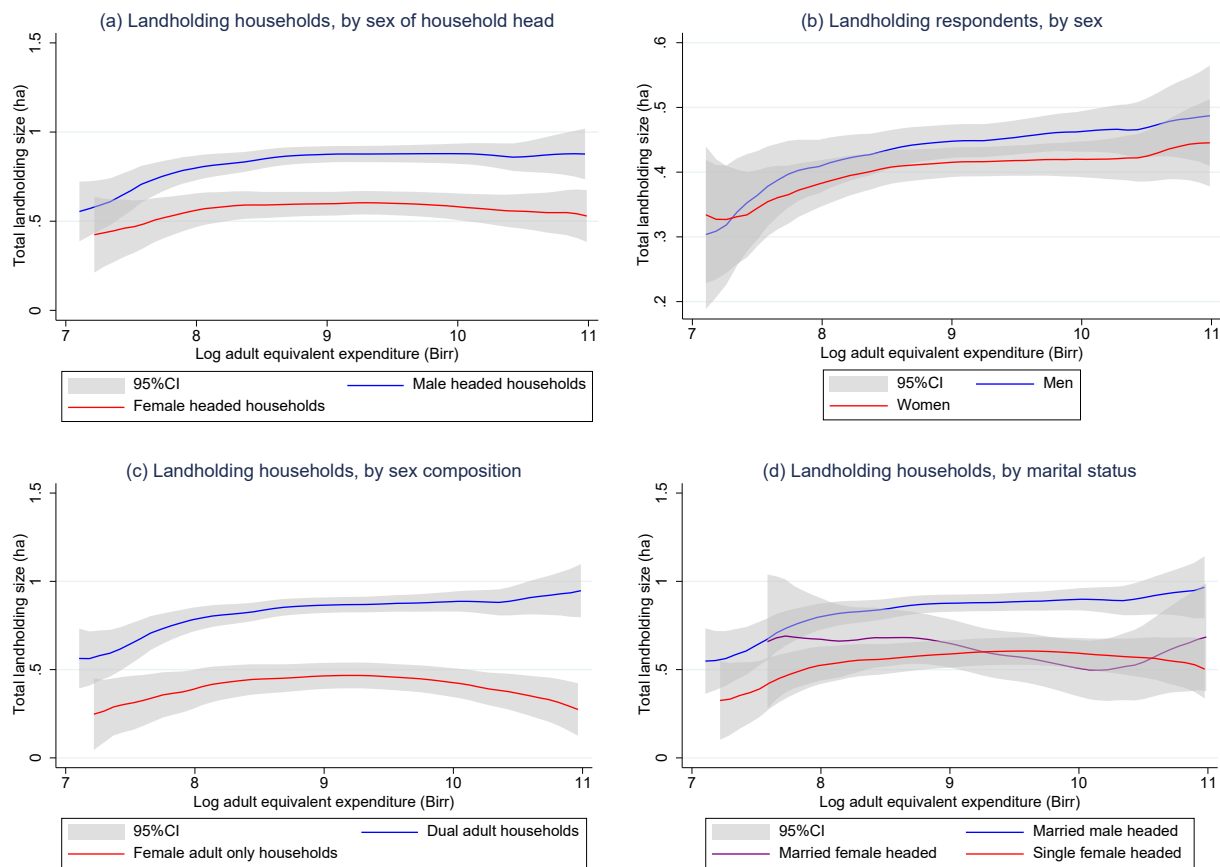 (a) Landholding households, by sex of household head
Total landholding size (ha)
1.5
1
.5
0
7 8 9 10 11
Log adult equivalent expenditure (Birr)
95%CI Male headed households
Female headed households
(b) Landholding respondents, by sex
Total landholding size (ha)
.6
.5
.4
.3
.2
7 8 9 10 11
Log adult equivalent expenditure (Birr)
95%CI Men
Women
(c) Landholding households, by sex composition
Total landholding size (ha)
1.5
1
.5
0
7 8 9 10 11
Log adult equivalent expenditure (Birr)
95%CI Dual adult households
Female adult only households
(d) Landholding households, by marital status
Total landholding size (ha)
1.5
1
.5
0
7 8 9 10 11
Log adult equivalent expenditure (Birr)
95%CI Married male headed
Married female headed Single female headed